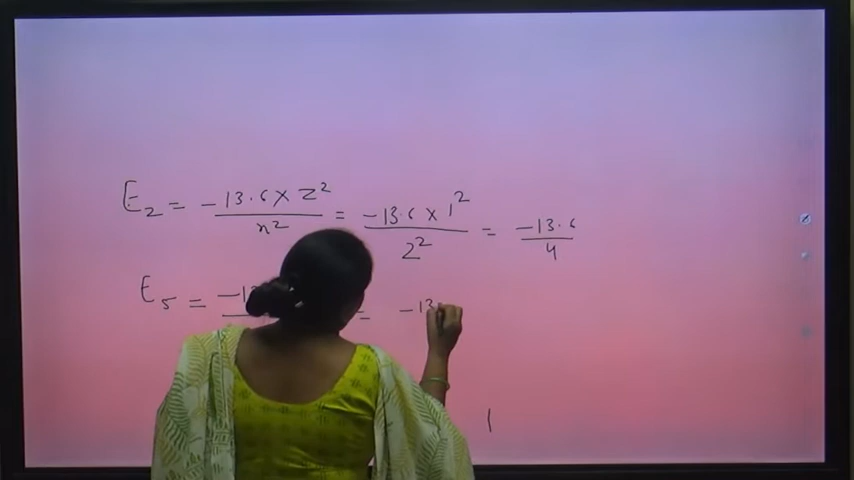 E₂ = -13.6 × Z² / n² = -13.6 × 1² / 2² = -13.6 / 4
E₅ = -1 = -13